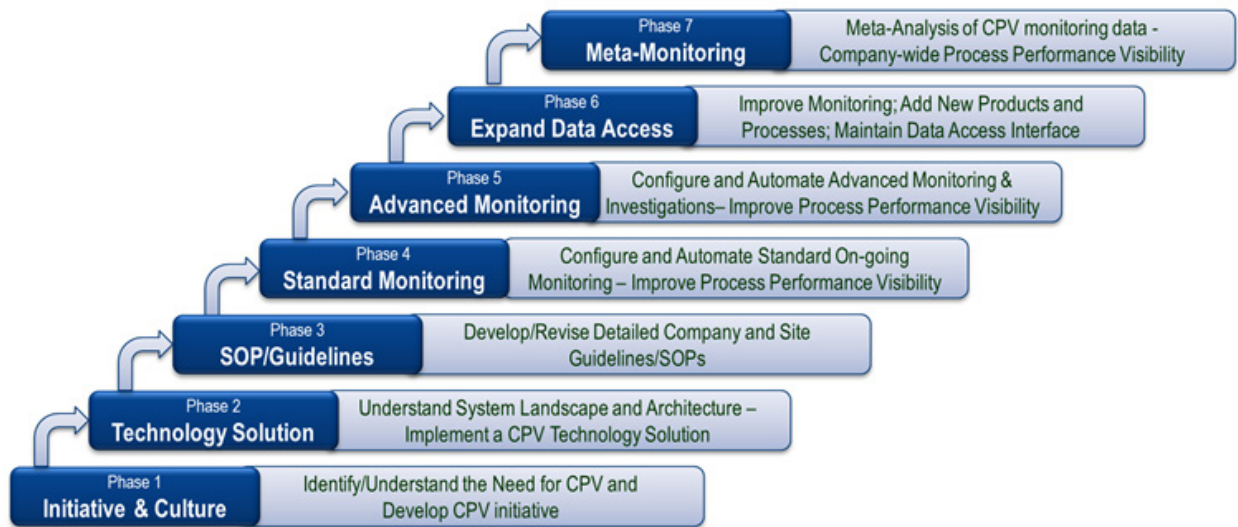 Phase 7
Meta-Monitoring
Meta-Analysis of CPV monitoring data -
Company-wide Process Performance Visibility
Phase 6
Expand Data Access
Improve Monitoring; Add New Products and
Processes; Maintain Data Access Interface
Phase 5
Advanced Monitoring
Configure and Automate Advanced Monitoring &
Investigations– Improve Process Performance Visibility
Phase 4
Standard Monitoring
Configure and Automate Standard On-going
Monitoring – Improve Process Performance Visibility
Phase 3
SOP/Guidelines
Develop/Revise Detailed Company and Site
Guidelines/SOPs
Phase 2
Technology Solution
Understand System Landscape and Architecture –
Implement a CPV Technology Solution
Phase 1
Initiative & Culture
Identify/Understand the Need for CPV and
Develop CPV initiative